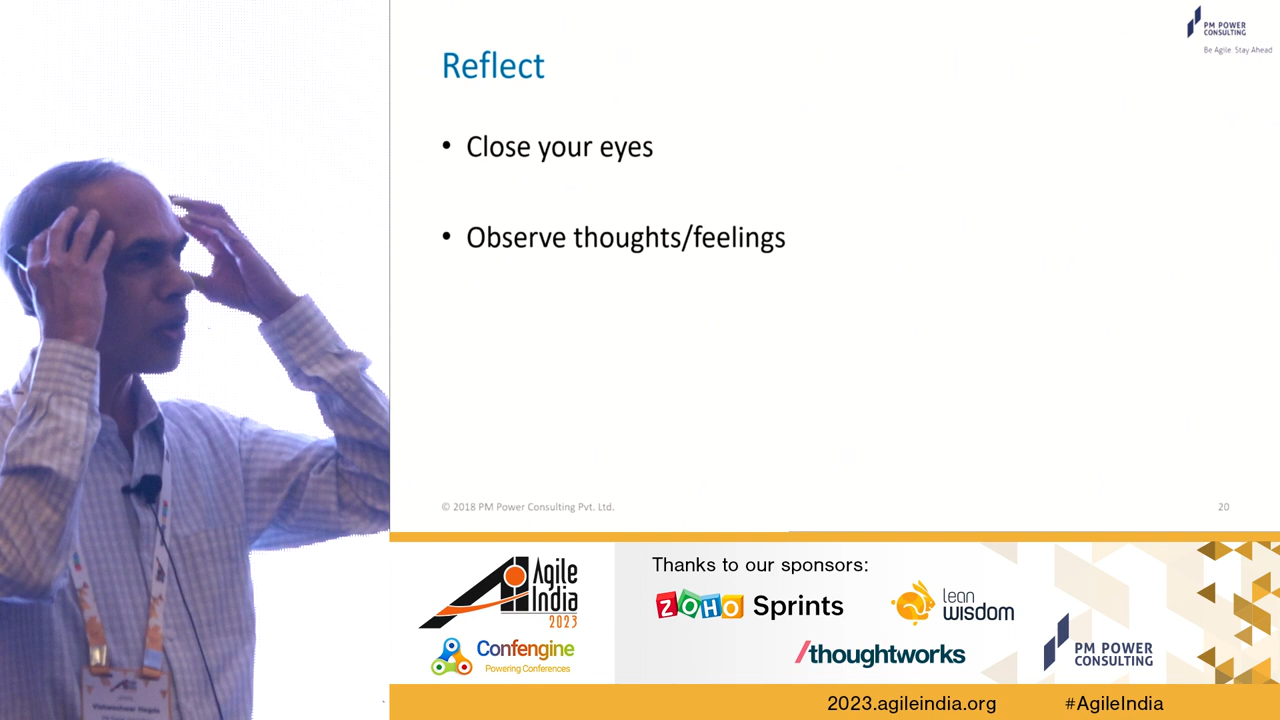 PM POWER
CONSULTING
Be Agile Stay Ahead
Reflect
• Close your eyes
• Observe thoughts/feelings
© 2018 PM Power Consulting Pvt. Ltd.
20
Agile
India
2023
Confengine
Powering Conferences
Thanks to our sponsors:
ZOHO Sprints
lean
wisdom
/thoughtworks
PM POWER
CONSULTING
2023.agileindia.org
#AgileIndia
Vishweshwar Hegde